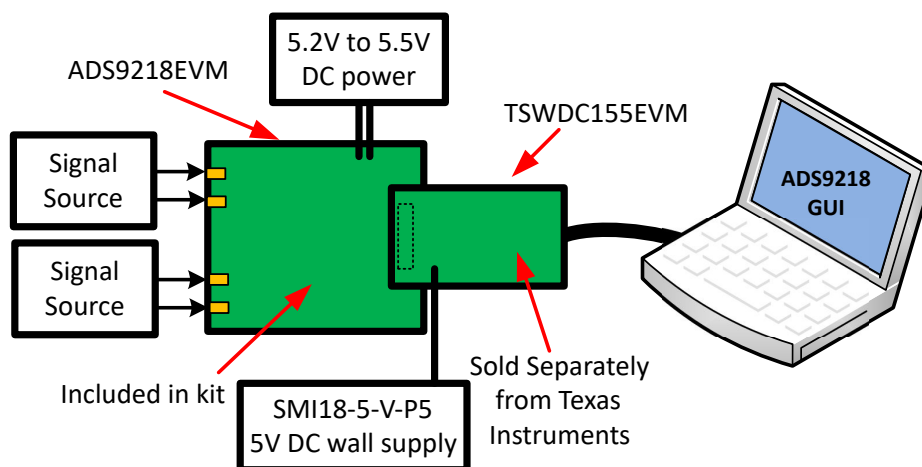 5.2V to 5.5V
DC power
ADS9218EVM
TSWDC155EVM
Signal
Source
ADS9218
GUI
Signal
Source
Included in kit
SMI18-5-V-P5
5V DC wall supply
Sold Separately
from Texas
Instruments